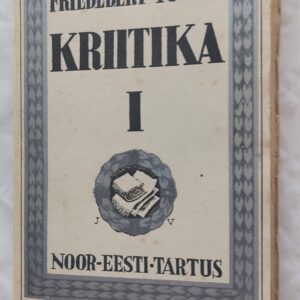 FRIEDEBERT
KRIITIKA
I
J V
NOOR-EESTI·TARTUS